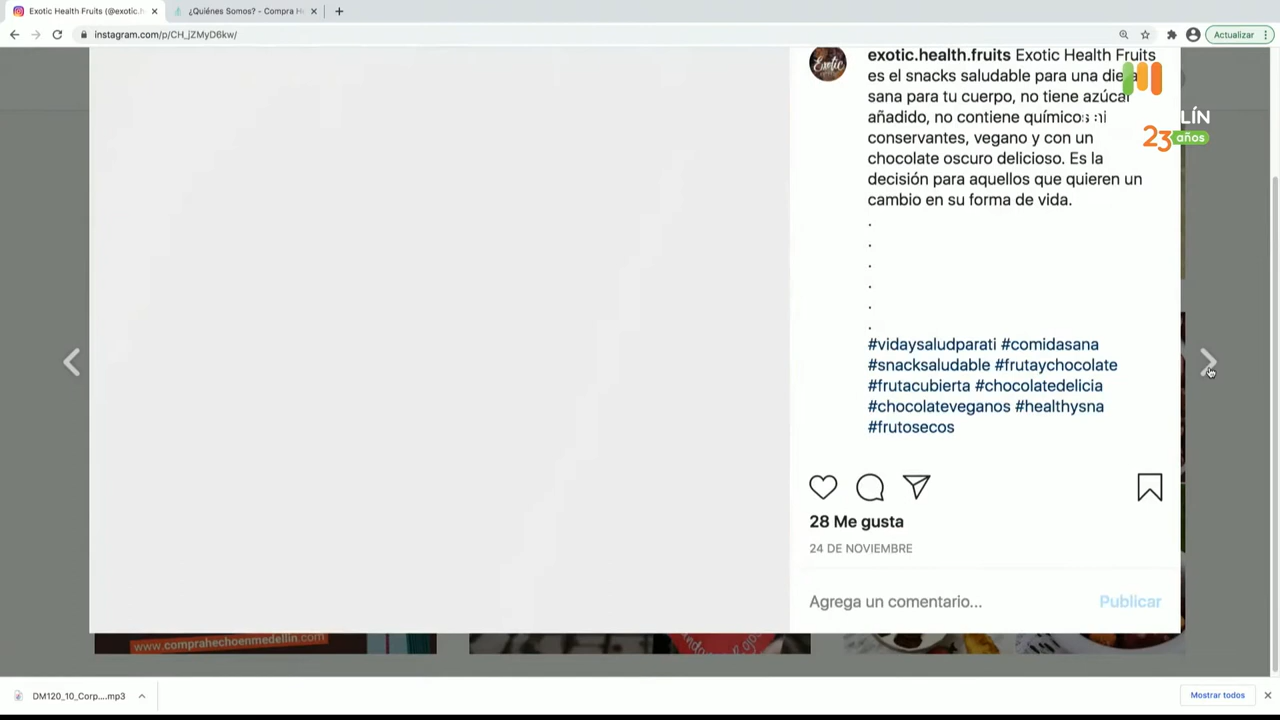 Exotic Health Fruits (@exotic.h
¿Quiénes Somos? - Compra He
instagram.com/p/CH_jZMyD6kw/
Actualizar
exotic.health.fruits Exotic Health Fruits
es el snacks saludable para una dieta
sana para tu cuerpo, no tiene azúcar
añadido, no contiene químicos ni
conservantes, vegano y con un
chocolate oscuro delicioso. Es la
decisión para aquellos que quieren un
cambio en su forma de vida.
.
.
.
.
.
.
#vidaysaludparati #comidasana
#snacksaludable #frutaychocolate
#frutacubierta #chocolatedelicia
#chocolateveganos #healthysna
#frutosecos
LÍN
23 años
28 Me gusta
24 DE NOVIEMBRE
Agrega un comentario...
Publicar
www.comprahechoenmedellin.com
DM120_10_Corp....mp3
Mostrar todos